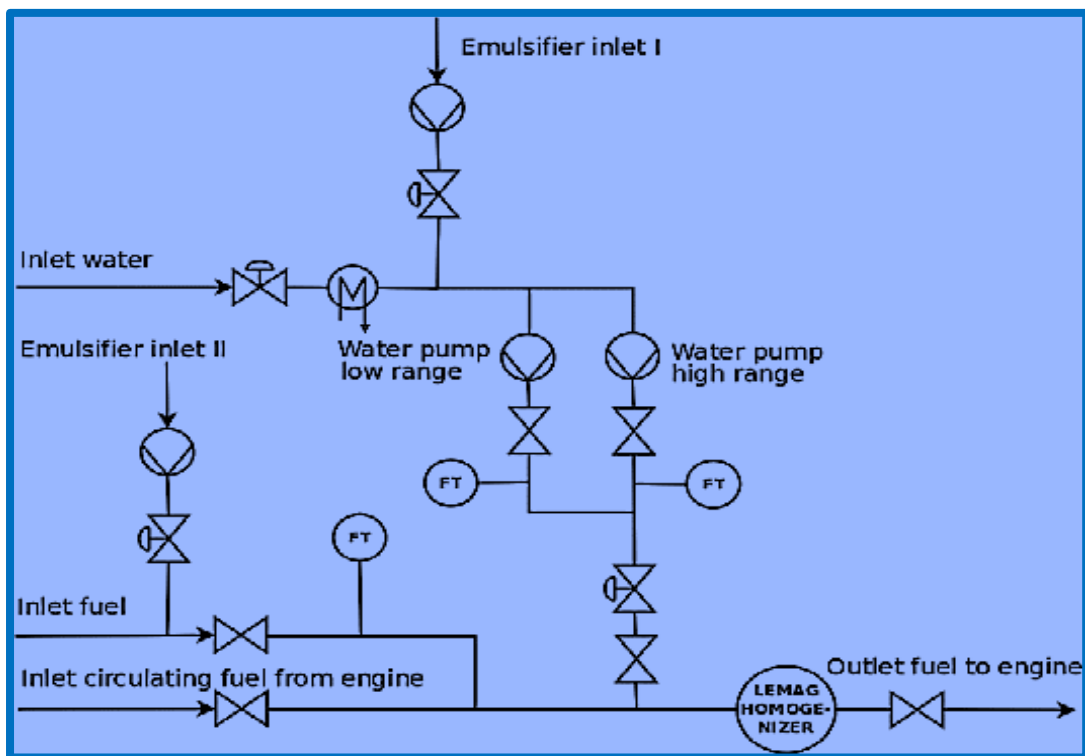 Emulsifier inlet I
Inlet water
Emulsifier inlet II
Water pump
low range
Water pump
high range
FT
FT
FT
Inlet fuel
Inlet circulating fuel from engine
Outlet fuel to engine
LEMAG
HOMOGE-
NIZER